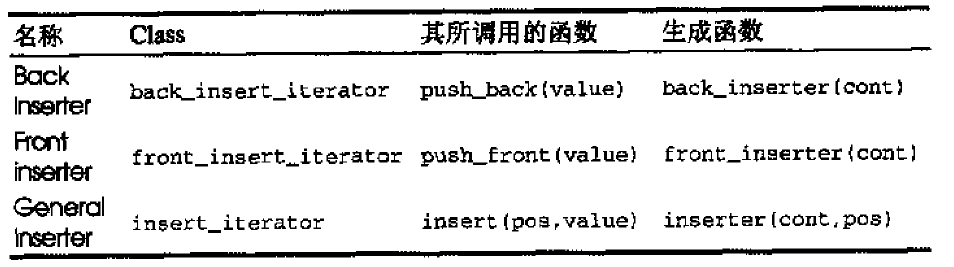 名称 Class 其所调用的函数 生成函数
Back
Inserter back_insert_iterator push_back(value) back_inserter(cont)
Front
inserter front_insert_iterator push_front(value) front_inserter(cont)
General
Inserter insert_iterator insert(pos,value) inserter(cont,pos)